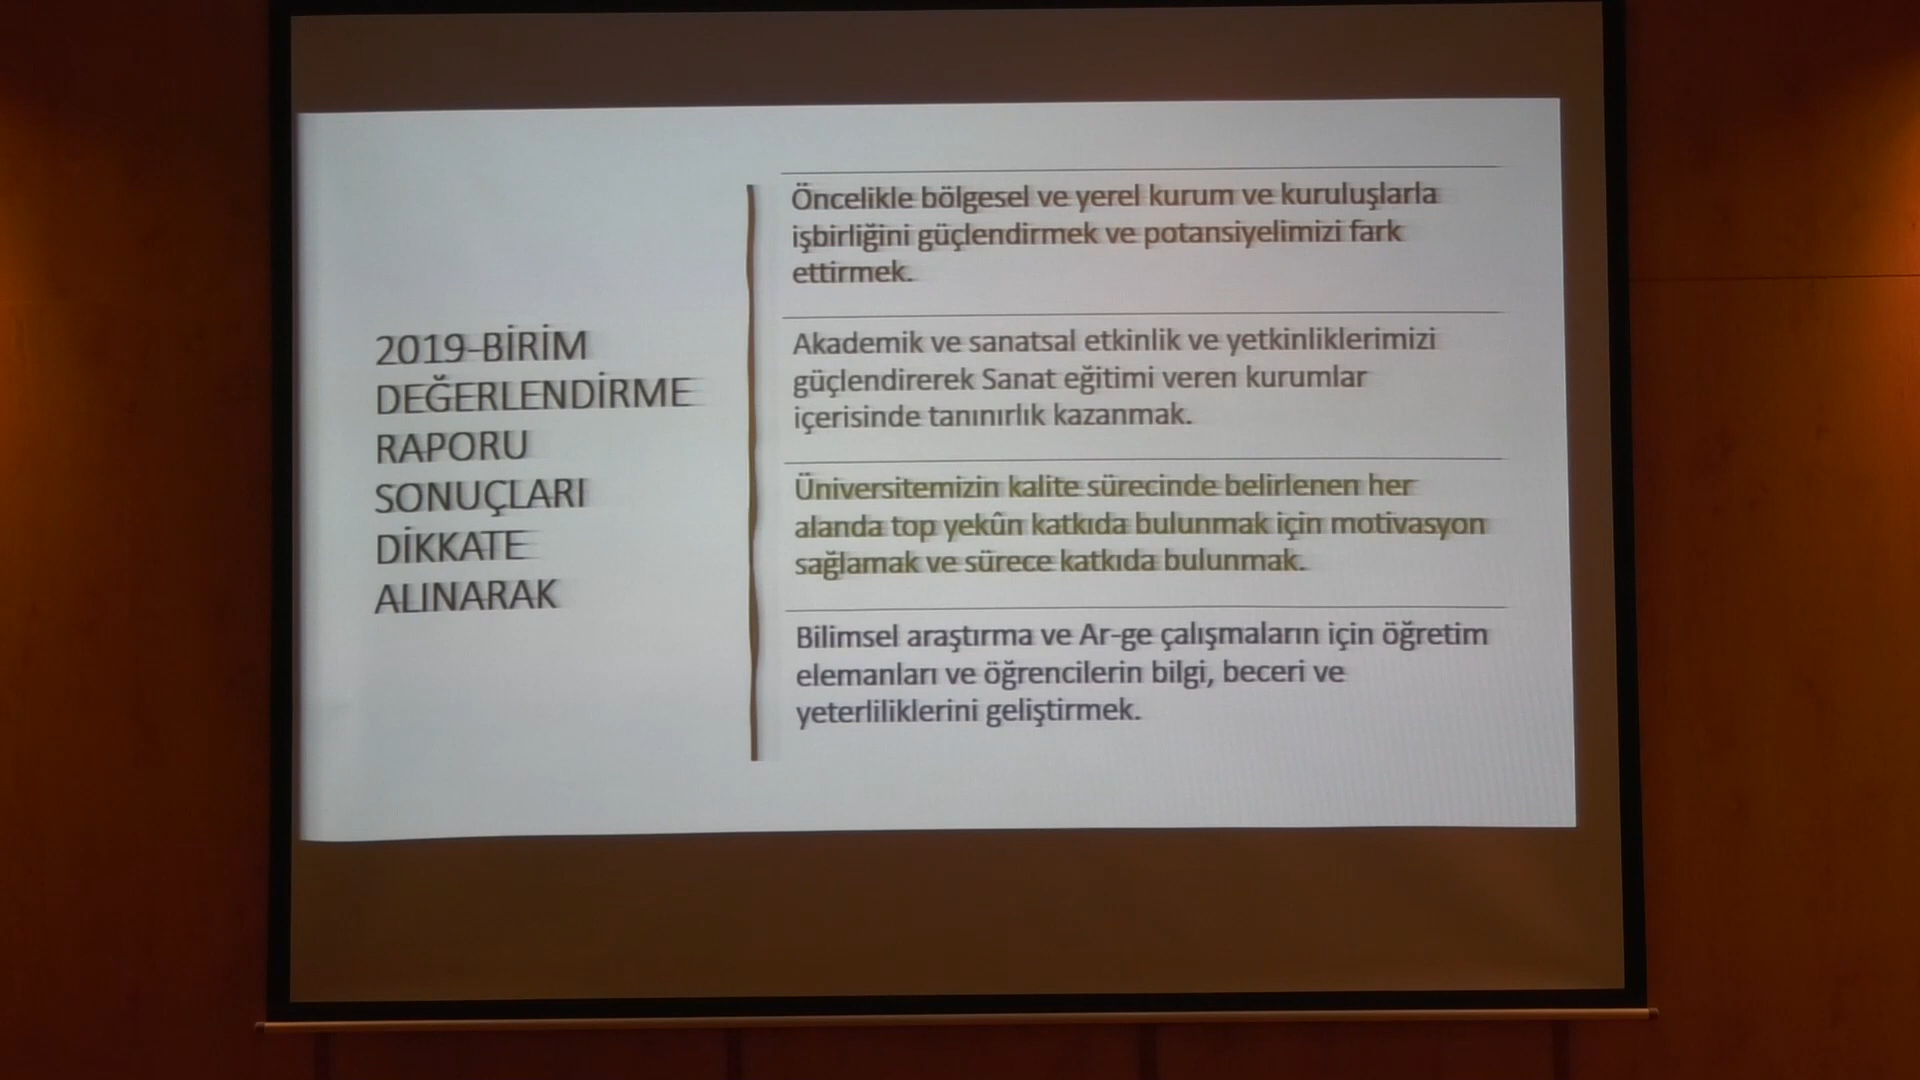 2019-BİRİM
DEĞERLENDİRME
RAPORU
SONUÇLARI
DİKKATE
ALINARAK
Öncelikle bölgesel ve yerel kurum ve kuruluşlarla
işbirliğini güçlendirmek ve potansiyelimizi fark
ettirmek.
Akademik ve sanatsal etkinlik ve yetkinliklerimizi
güçlendirerek Sanat eğitimi veren kurumlar
içerisinde tanınırlık kazanmak.
Üniversitemizin kalite sürecinde belirlenen her
alanda top yekûn katkıda bulunmak için motivasyon
sağlamak ve sürece katkıda bulunmak.
Bilimsel araştırma ve Ar-ge çalışmaların için öğretim
elemanları ve öğrencilerin bilgi, beceri ve
yeterliliklerini geliştirmek.